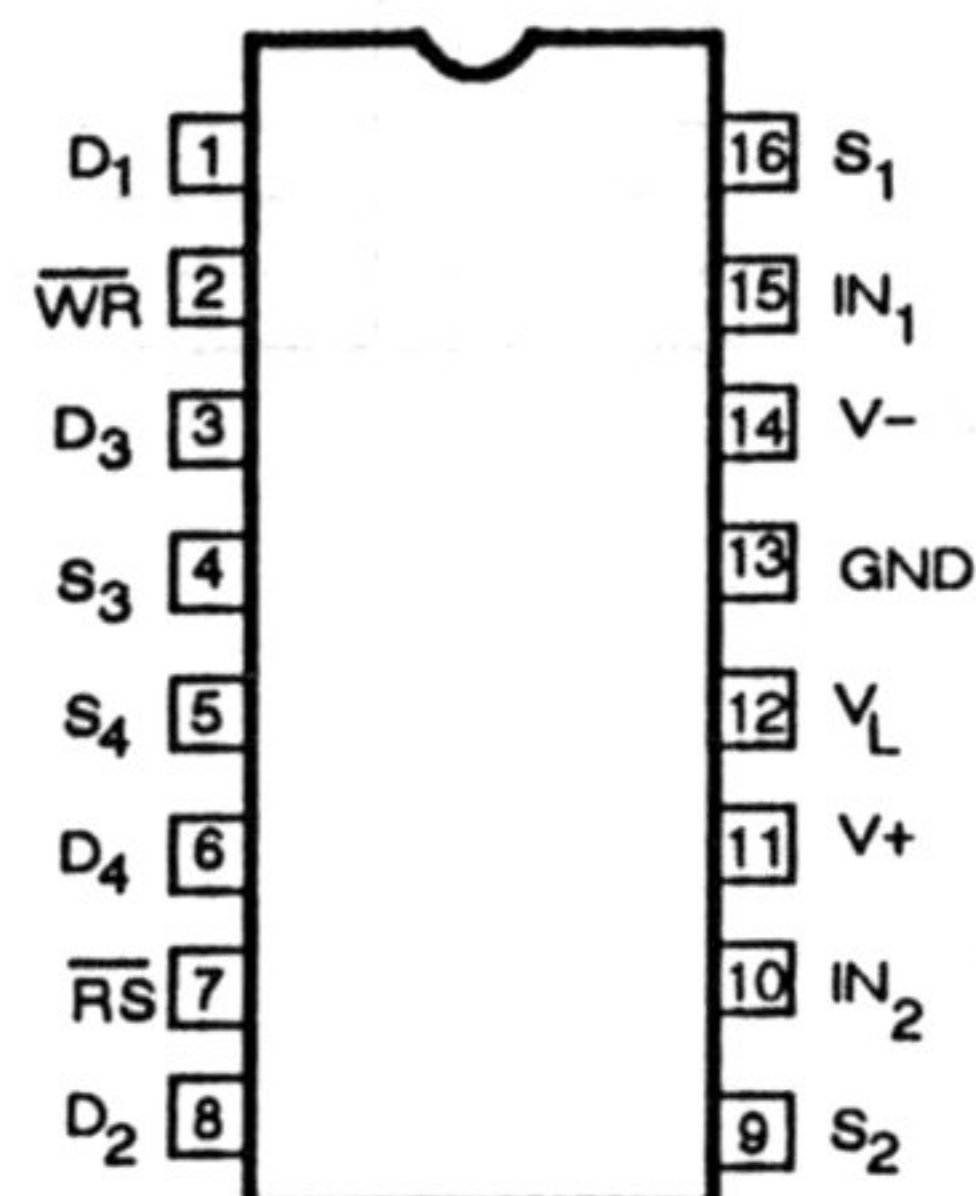 D1 1
WR 2
D3 3
S3 4
S4 5
D4 6
RS 7
D2 8
16 S1
15 IN1
14 V−
13 GND
12 VL
11 V+
10 IN2
9 S2